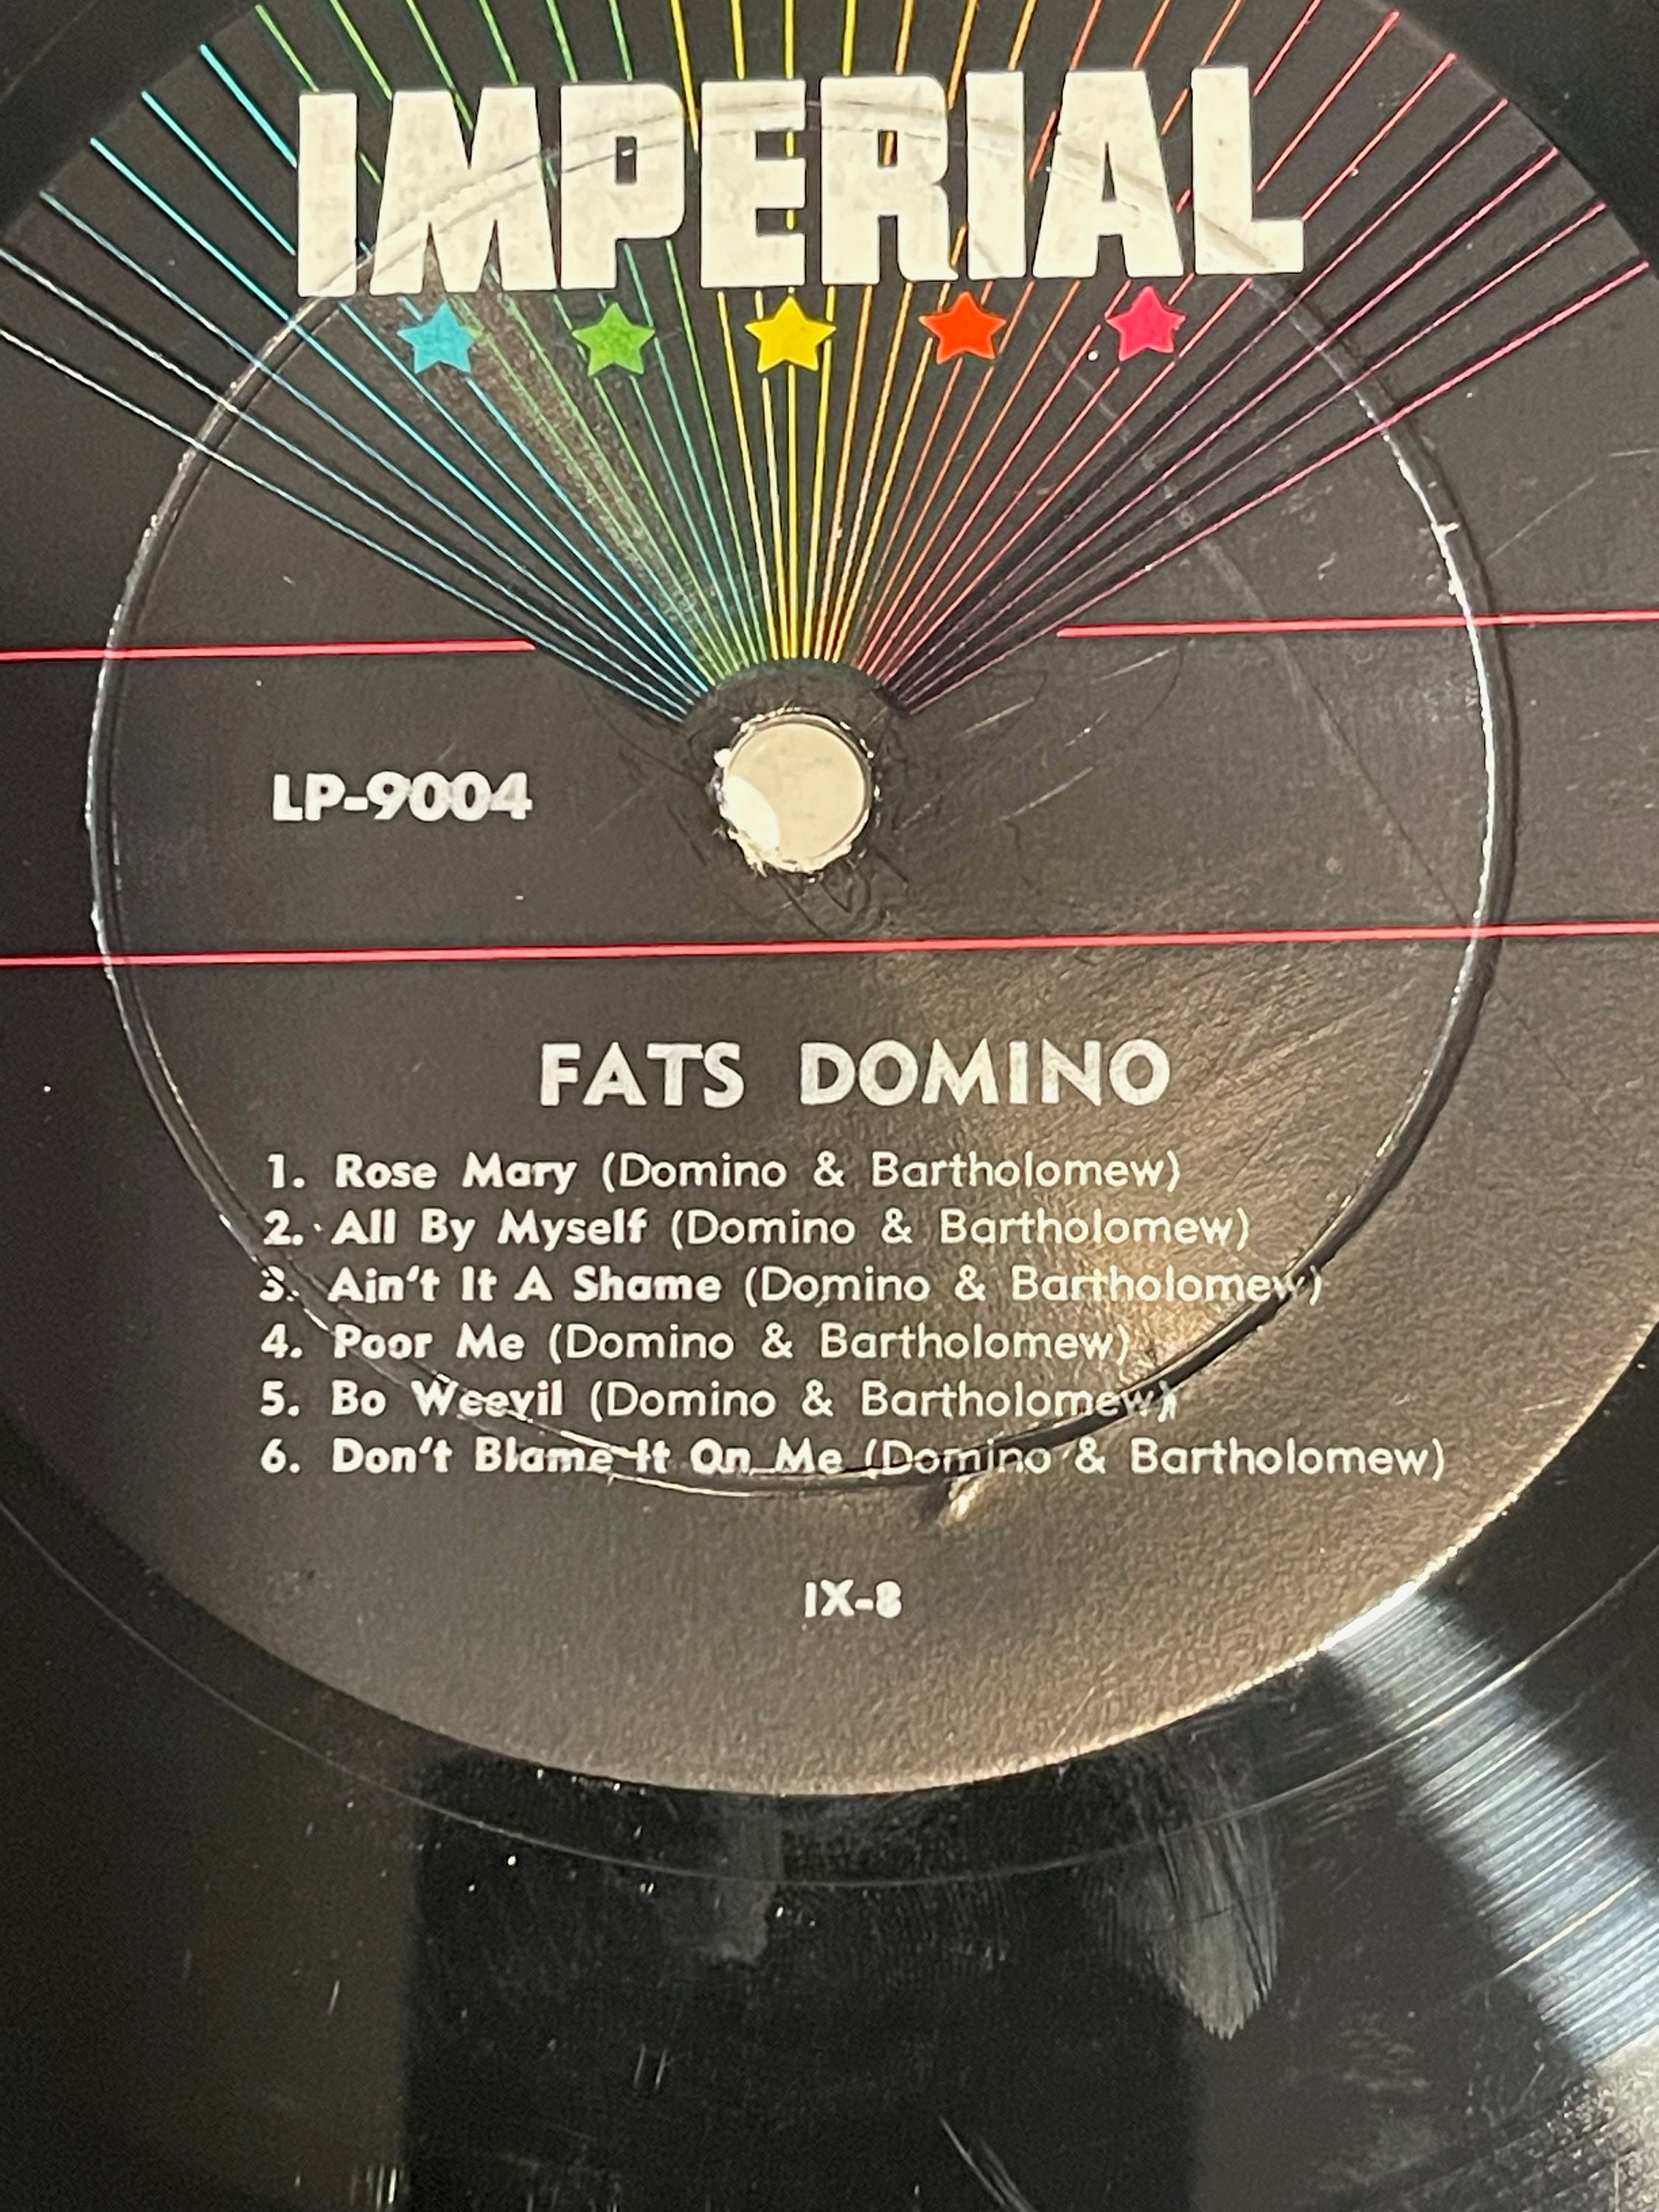 IMPERIAL
LP-9004
FATS DOMINO
1. Rose Mary (Domino & Bartholomew)
2. All By Myself (Domino & Bartholomew)
3. Ain't It A Shame (Domino & Bartholomew)
4. Poor Me (Domino & Bartholomew)
5. Bo Weevil (Domino & Bartholomew)
6. Don't Blame It On Me (Domino & Bartholomew)
IX-8